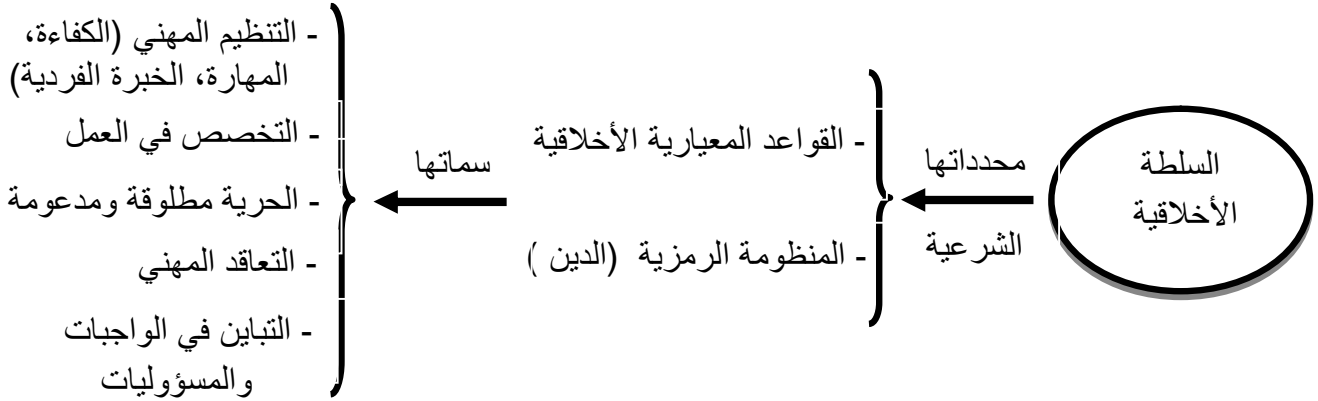 السلطة
الأخلاقية
محدداتها
الشرعية
- القواعد المعيارية الأخلاقية
- المنظومة الرمزية (الدين )
سماتها
- التنظيم المهني (الكفاءة،
المهارة، الخبرة الفردية)
- التخصص في العمل
- الحرية مطلوقة ومدعومة
- التعاقد المهني
- التباين في الواجبات
والمسؤوليات